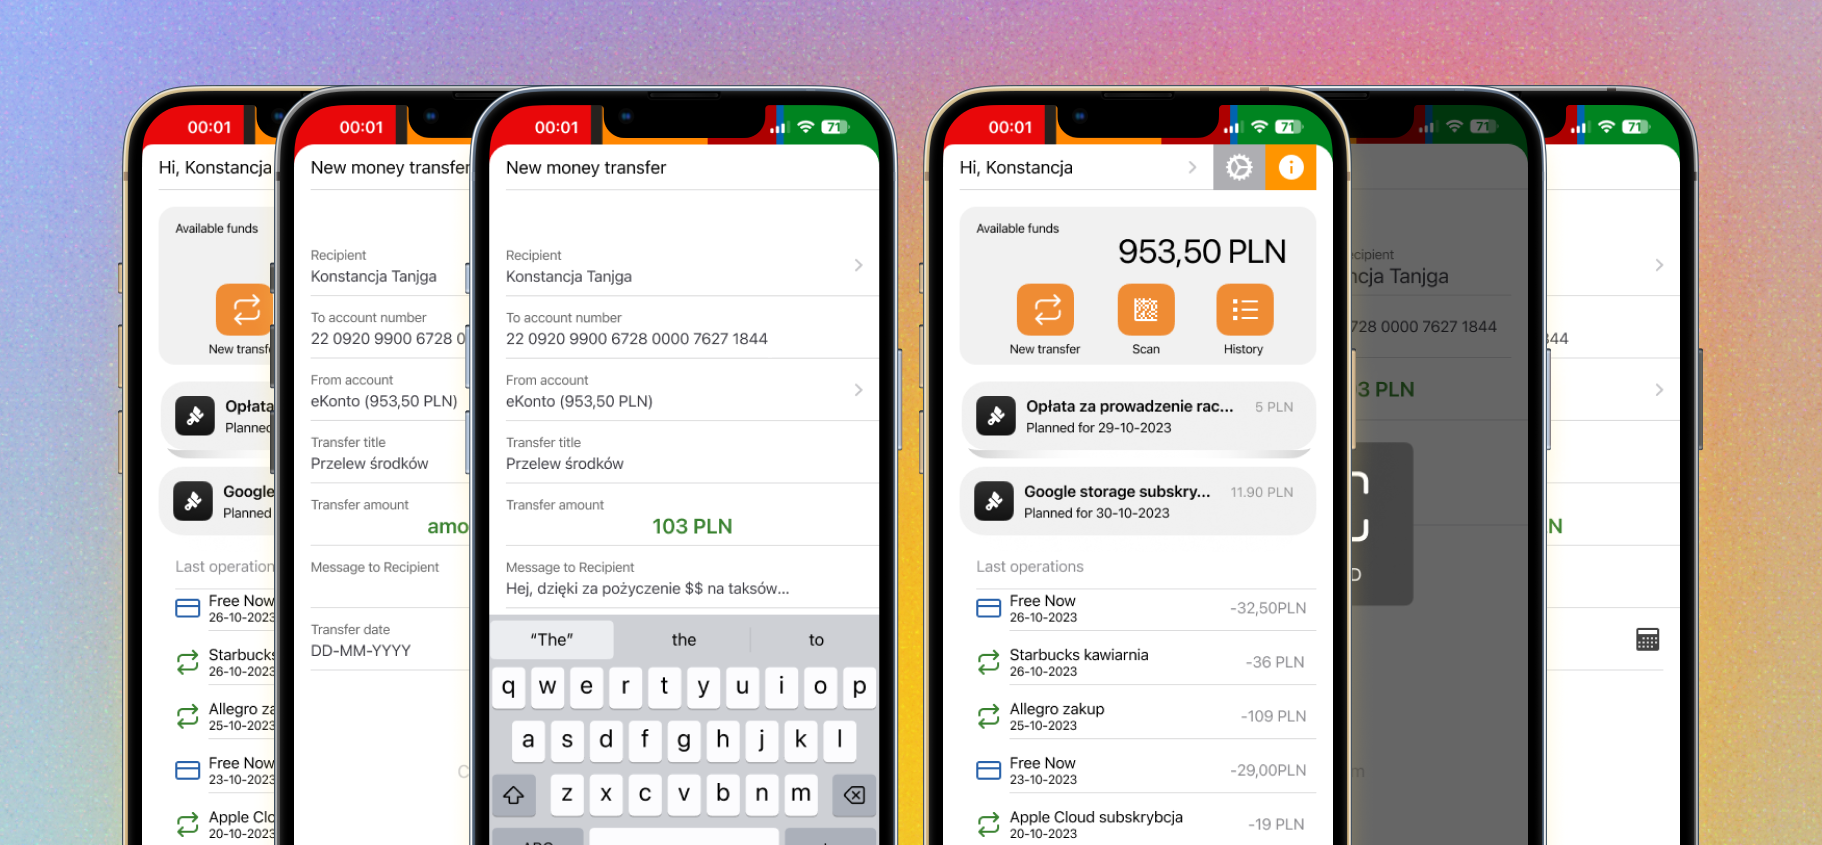 00:01
Hi, Konstancja
Available funds
New transfe
Opłata
Planned
Google
Planned
Last operation
Free Now
26-10-2023
Starbucks
26-10-2023
Allegro za
25-10-2023
Free Now
23-10-2023
Apple Clo
20-10-2023
00:01
New money transfer
Recipient
Konstancja Tanjga
To account number
22 0920 9900 6728 0
From account
eKonto (953,50 PLN)
Transfer title
Przelew środków
Transfer amount
amo
Message to Recipient
Transfer date
DD-MM-YYYY
C
00:01
71
New money transfer
Recipient
Konstancja Tanjga
To account number
22 0920 9900 6728 0000 7627 1844
From account
eKonto (953,50 PLN)
Transfer title
Przelew środków
Transfer amount
103 PLN
Message to Recipient
Hej, dzięki za pożyczenie $$ na taksów...
“The” the to
q w e r t y u i o p
a s d f g h j k l
z x c v b n m
00:01
71
Hi, Konstancja
Available funds
953,50 PLN
New transfer Scan History
Opłata za prowadzenie rac... 5 PLN
Planned for 29-10-2023
Google storage subskry... 11.90 PLN
Planned for 30-10-2023
Last operations
Free Now -32,50PLN
26-10-2023
Starbucks kawiarnia -36 PLN
26-10-2023
Allegro zakup -109 PLN
25-10-2023
Free Now -29,00PLN
23-10-2023
Apple Cloud subskrybcja -19 PLN
20-10-2023
71
cipient
ncja Tanjga
728 0000 7627 1844
3 PLN
D
m
71
844
N